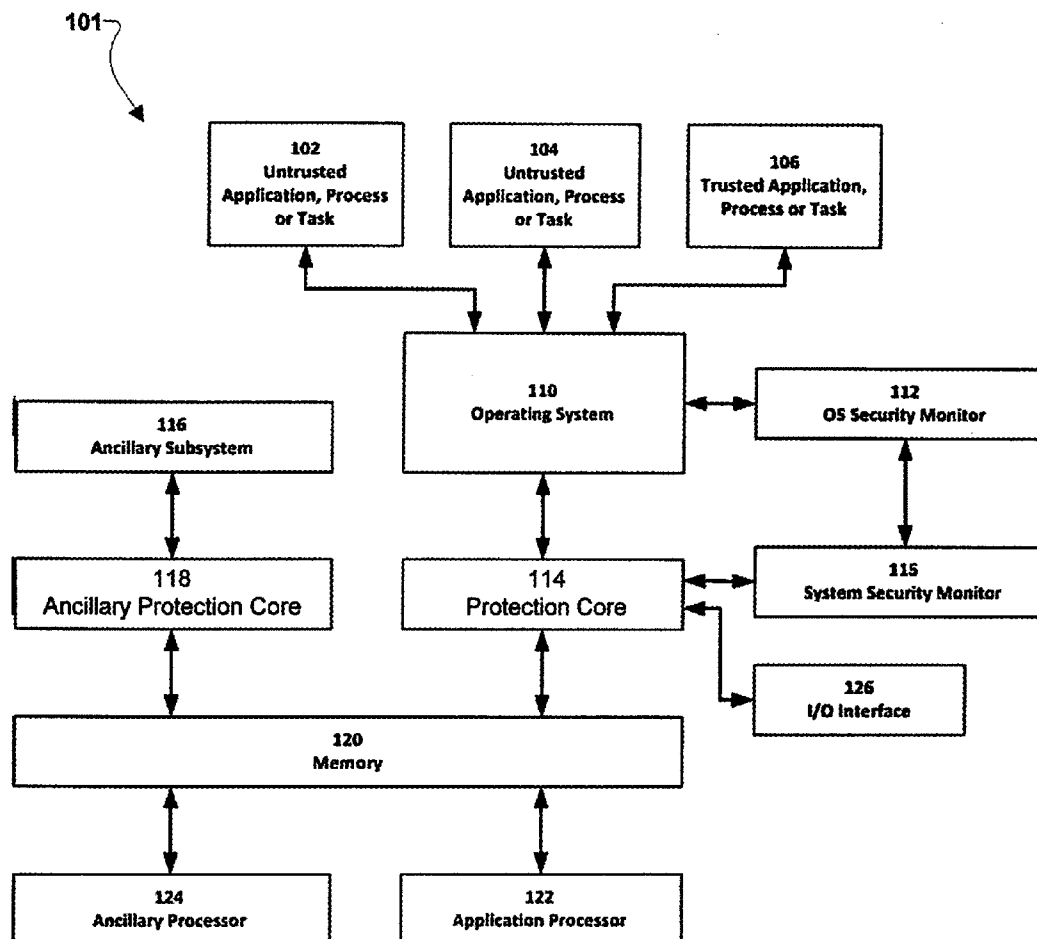 101
102
Untrusted
Application, Process
or Task
104
Untrusted
Application, Process
or Task
106
Trusted Application,
Process or Task
110
Operating System
112
OS Security Monitor
116
Ancillary Subsystem
118
Ancillary Protection Core
114
Protection Core
115
System Security Monitor
126
I/O Interface
120
Memory
124
Ancillary Processor
122
Application Processor